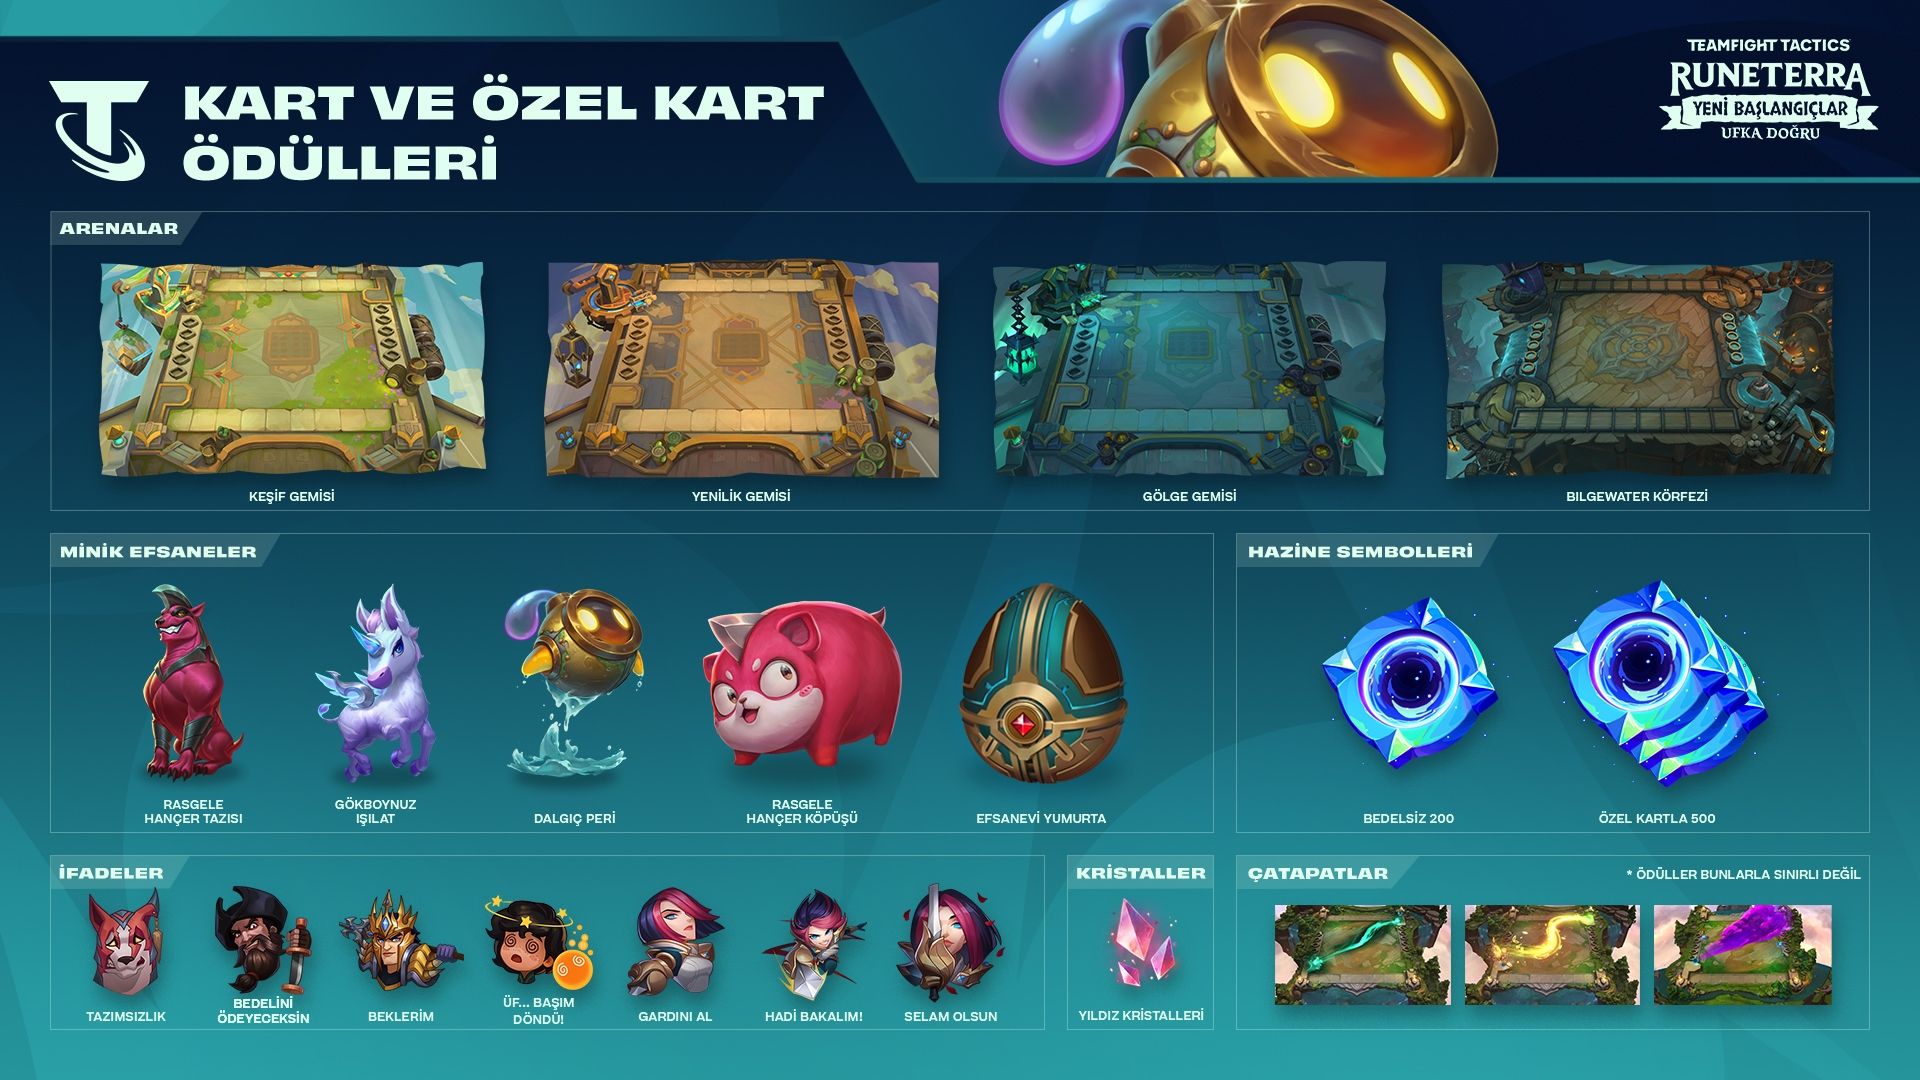 KART VE ÖZEL KART
ÖDÜLLERİ
TEAMFIGHT TACTICS
RUNETERRA
YENİ BAŞLANGIÇLAR
UFKA DOĞRU
ARENALAR
KEŞİF GEMİSİ
YENİLİK GEMİSİ
GÖLGE GEMİSİ
BILGEWATER KÖRFEZİ
MİNİK EFSANELER
RASGELE
HANÇER TAZISI
GÖKBOYNUZ
IŞILAT
DALGIÇ PERİ
RASGELE
HANÇER KÖPÜŞÜ
EFSANEVİ YUMURTA
HAZİNE SEMBOLLERİ
BEDELSİZ 200
ÖZEL KARTLA 500
İFADELER
TAZIMSIZLIK
BEDELİNİ
ÖDEYECEKSİN
BEKLERİM
ÜF... BAŞIM
DÖNDÜ!
GARDINI AL
HADİ BAKALIM!
SELAM OLSUN
KRİSTALLER
YILDIZ KRİSTALLERİ
ÇATAPATLAR
* ÖDÜLLER BUNLARLA SINIRLI DEĞİL